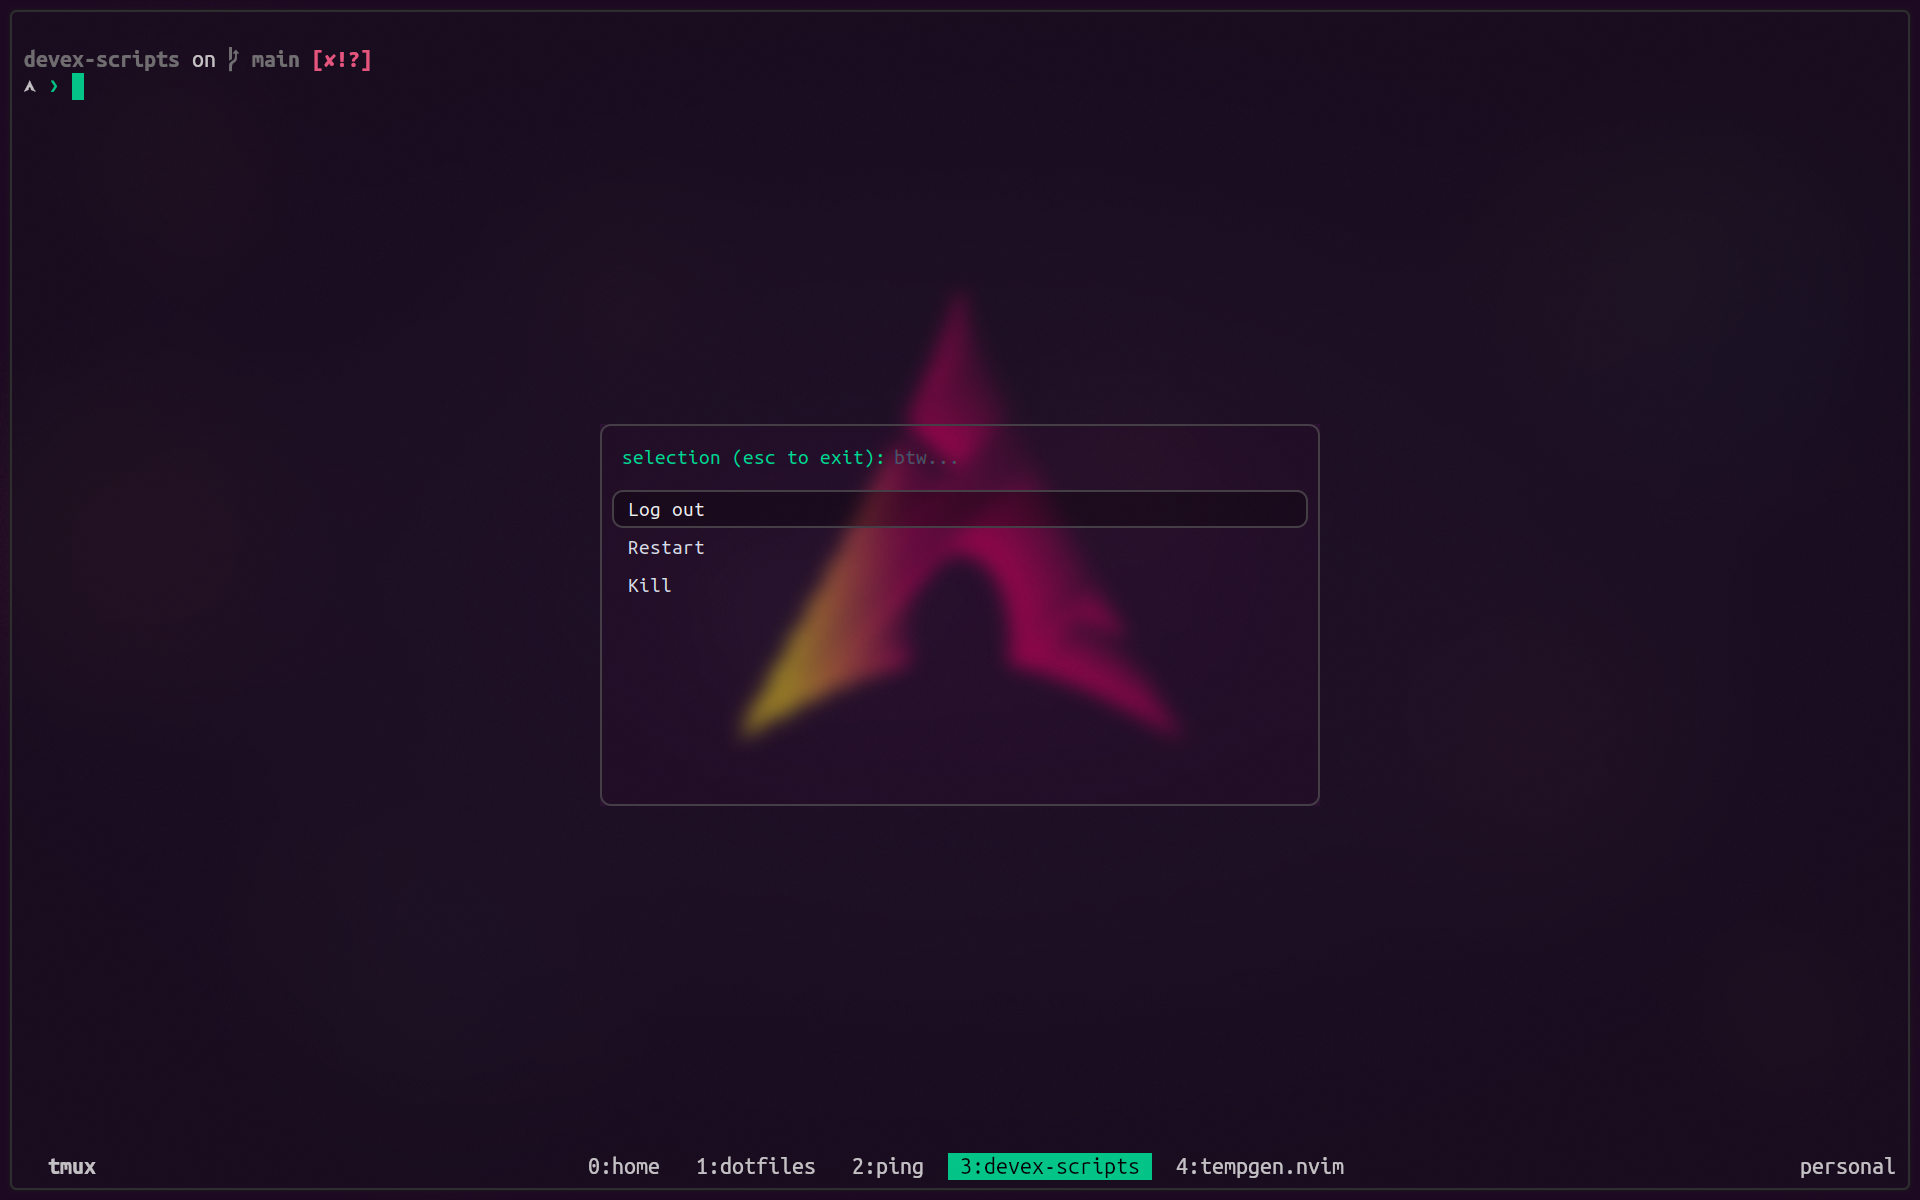 devex-scripts on main [✘!?]
❯
selection (esc to exit): btw...
Log out
Restart
Kill
tmux 0:home 1:dotfiles 2:ping 3:devex-scripts 4:tempgen.nvim personal